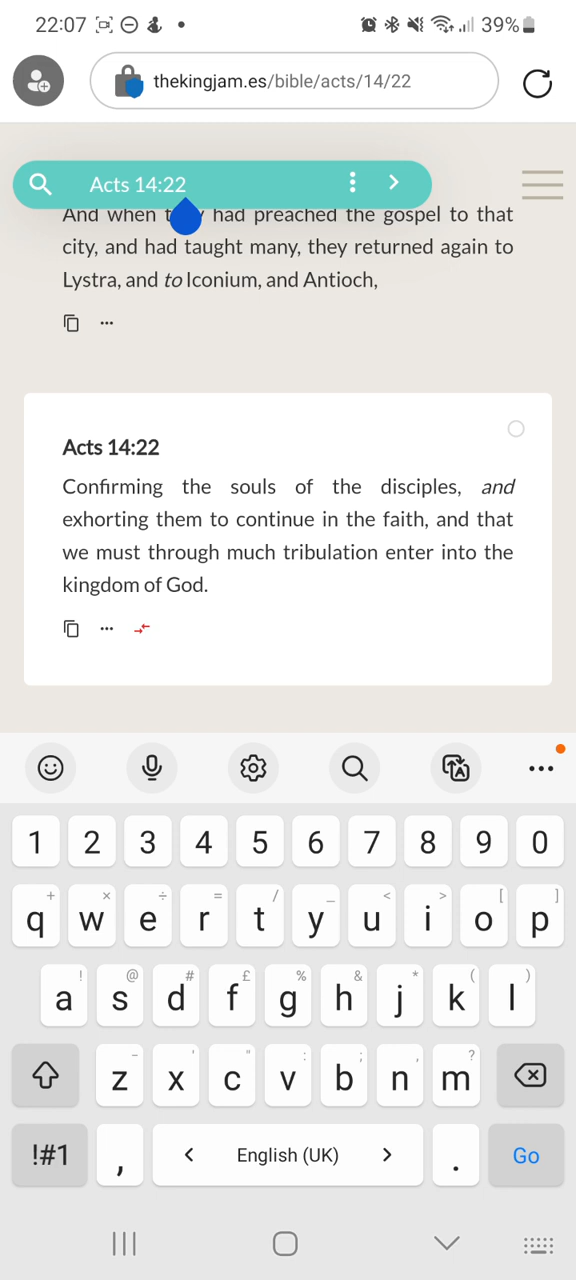 22:07
39%
thekingjam.es/bible/acts/14/22
Acts 14:22
And when had preached the gospel to that
city, and had taught many, they returned again to
Lystra, and to Iconium, and Antioch,
Acts 14:22
Confirming the souls of the disciples, and
exhorting them to continue in the faith, and that
we must through much tribulation enter into the
kingdom of God.
1 2 3 4 5 6 7 8 9 0
+ × ÷ = / _ < > [ ]
q w e r t y u i o p
! @ # £ % & * ( )
a s d f g h j k l
- ' " : ; , ?
z x c v b n m
!#1 , < English (UK) > . Go